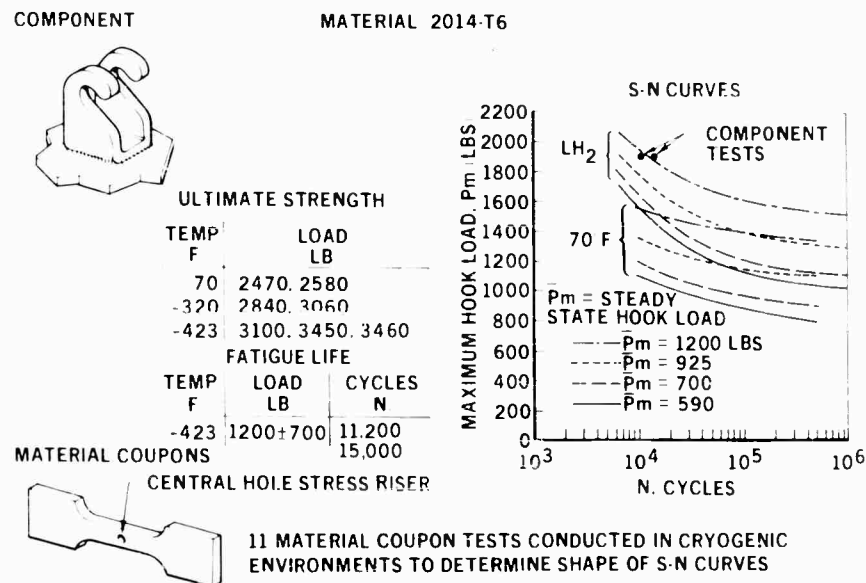 COMPONENT
MATERIAL 2014-T6
ULTIMATE STRENGTH
TEMP LOAD
F LB
70 2470, 2580
-320 2840, 3060
-423 3100, 3450, 3460
FATIGUE LIFE
TEMP LOAD CYCLES
F LB N
-423 1200±700 11,200
15,000
MATERIAL COUPONS
CENTRAL HOLE STRESS RISER
S-N CURVES
MAXIMUM HOOK LOAD, Pm, LBS
2200
2000
1800
1600
1400
1200
1000
800
600
400
200
0
LH2
COMPONENT
TESTS
70 F
P̄m = STEADY
STATE HOOK LOAD
P̄m = 1200 LBS
P̄m = 925
P̄m = 700
P̄m = 590
10³ 10⁴ 10⁵ 10⁶
N, CYCLES
11 MATERIAL COUPON TESTS CONDUCTED IN CRYOGENIC
ENVIRONMENTS TO DETERMINE SHAPE OF S-N CURVES